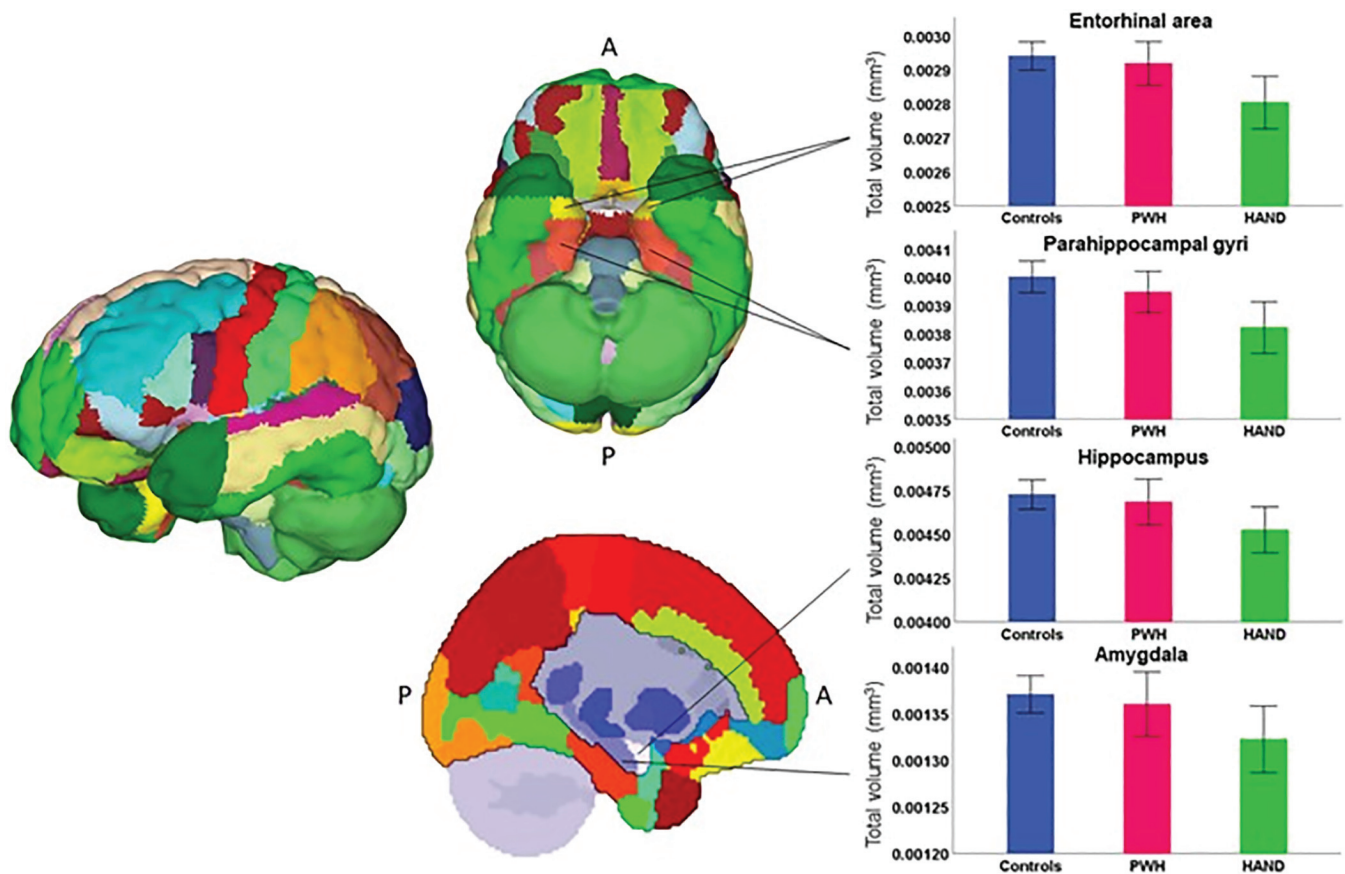 A
P
P
A
Entorhinal area
Total volume (mm³)
0.0030
0.0029
0.0028
0.0027
0.0026
0.0025
Controls PWH HAND
Parahippocampal gyri
Total volume (mm³)
0.0041
0.0040
0.0039
0.0038
0.0037
0.0036
0.0035
Controls PWH HAND
Hippocampus
Total volume (mm³)
0.00500
0.00475
0.00450
0.00425
0.00400
Controls PWH HAND
Amygdala
Total volume (mm³)
0.00140
0.00135
0.00130
0.00125
0.00120
Controls PWH HAND